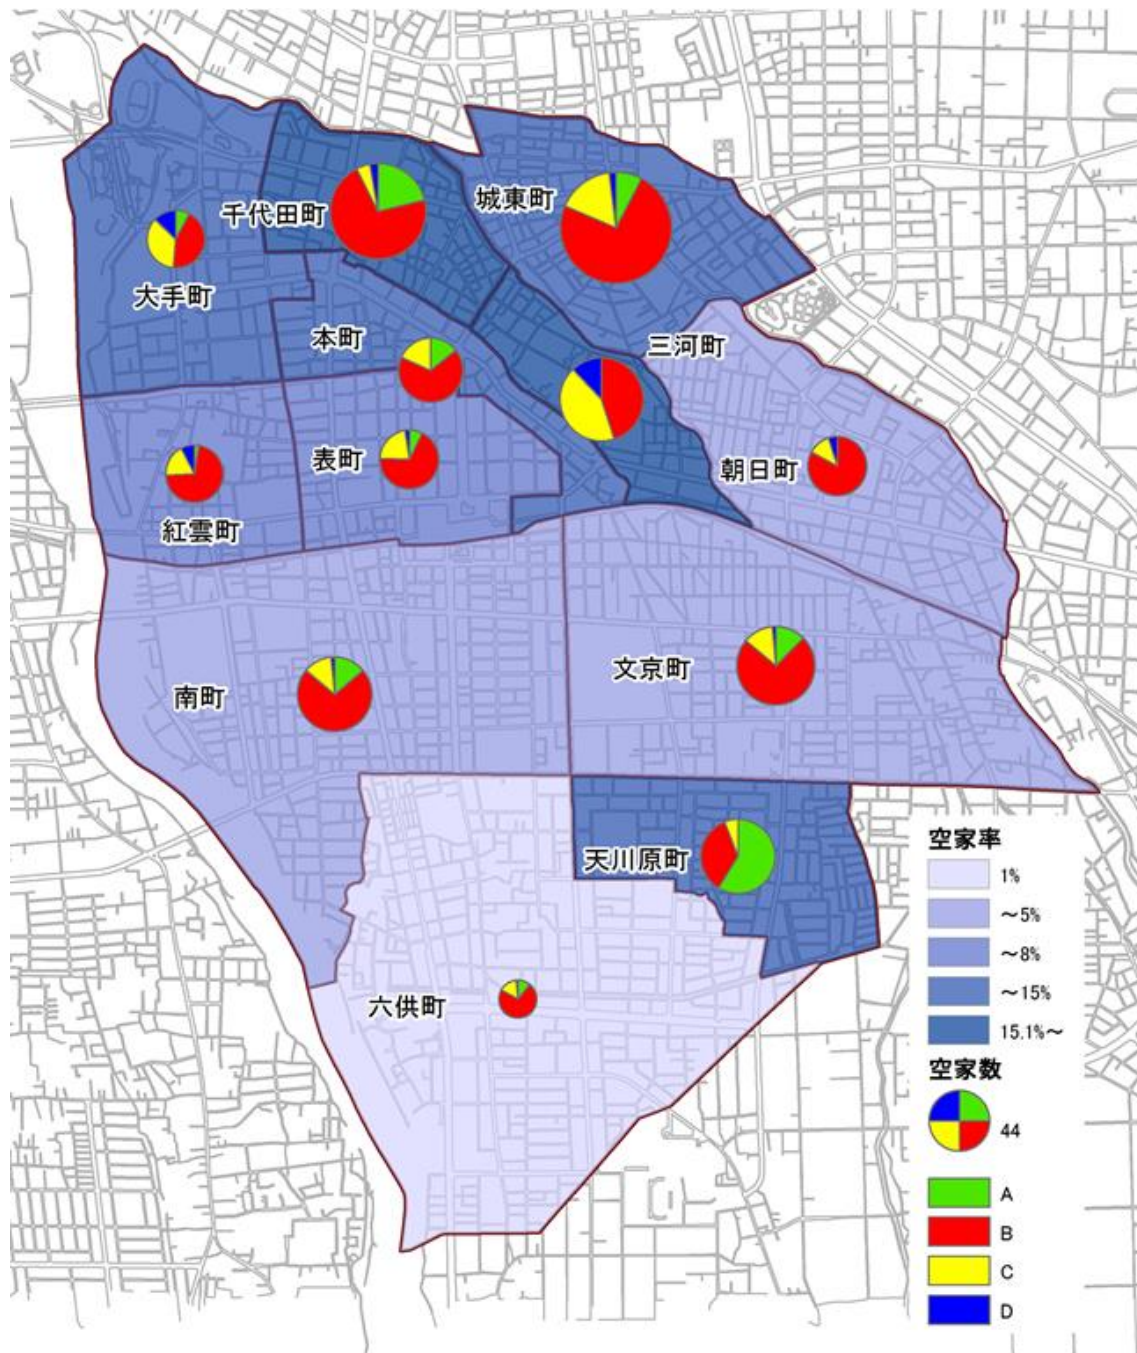 城東町
千代田町
大手町
本町
三河町
表町
朝日町
紅雲町
文京町
南町
天川原町
六供町
空家率
1%
～5%
～8%
～15%
15.1%～
空家数
44
A
B
C
D